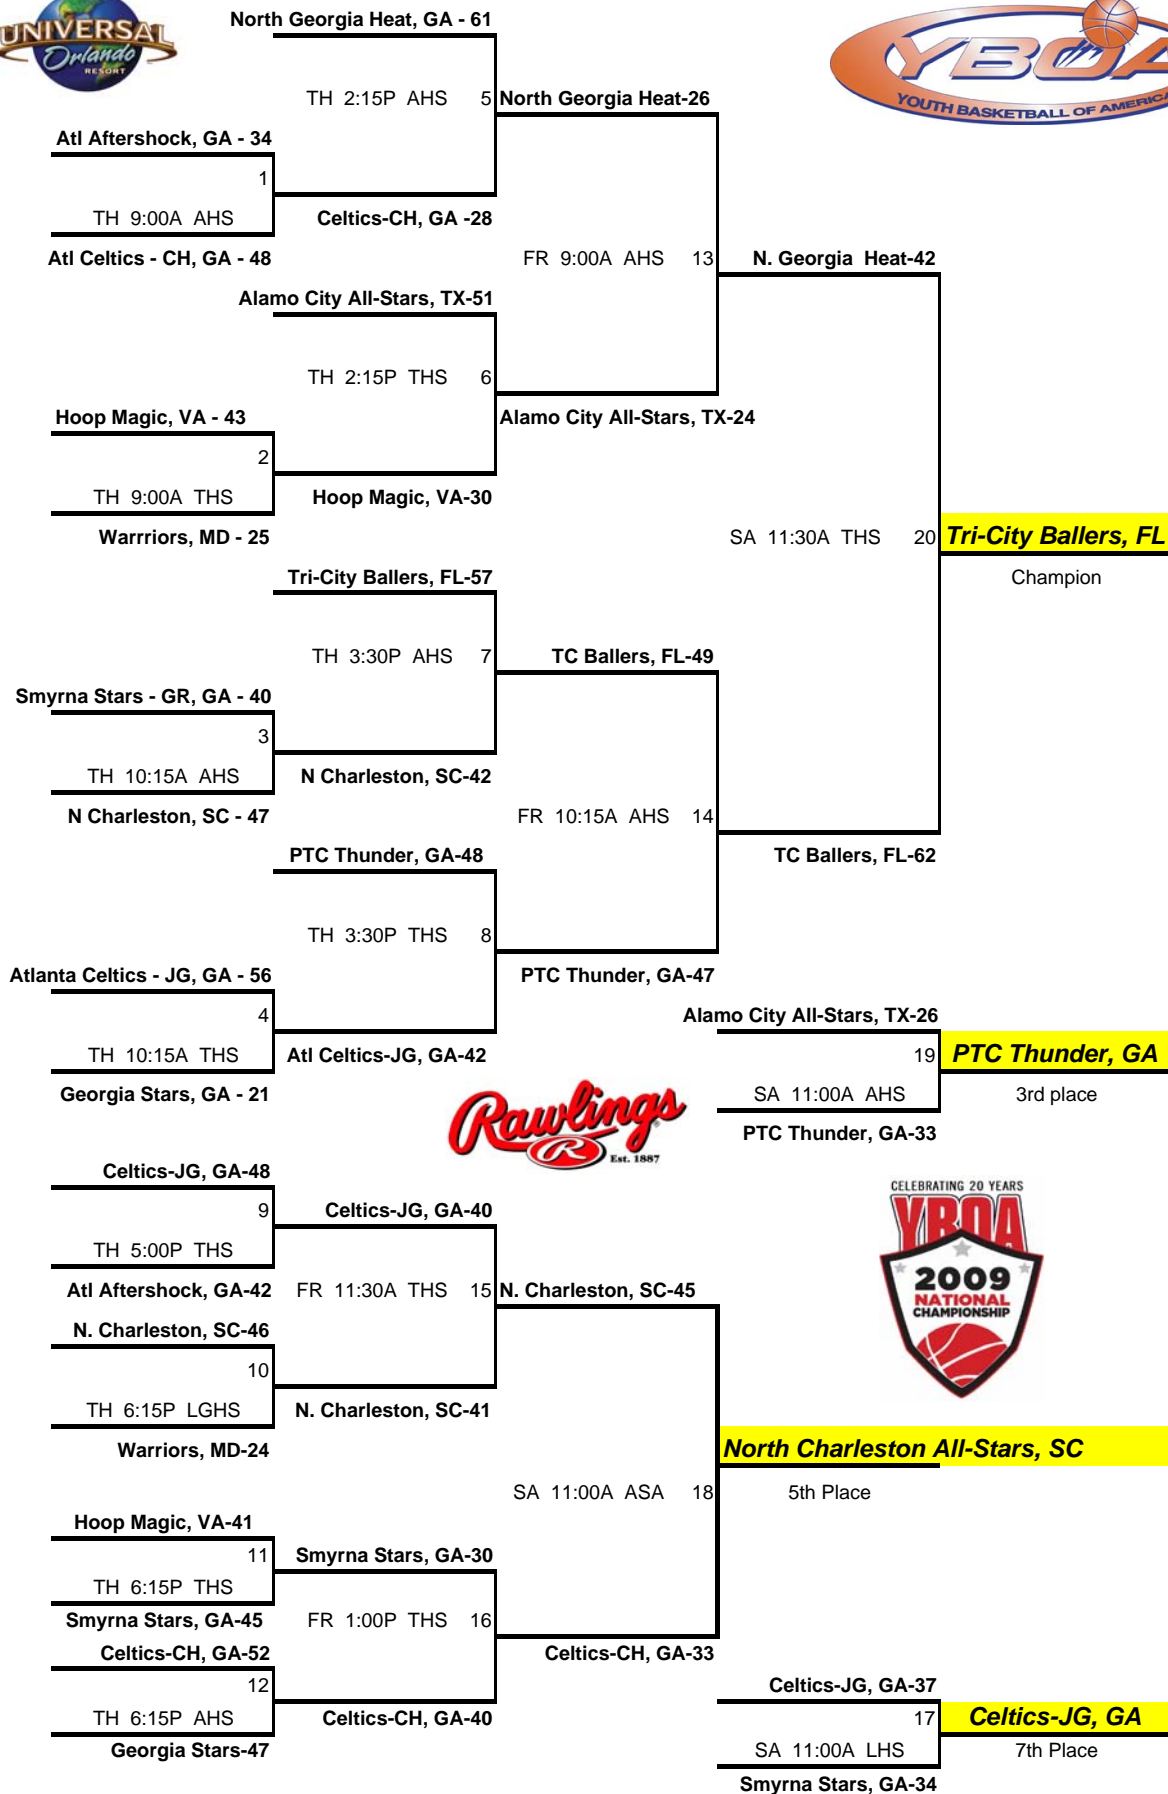 UNIVERSAL
Orlando
RESORT
North Georgia Heat, GA - 61
YBOA
YOUTH BASKETBALL OF AMERICA
TH 2:15P AHS 5 North Georgia Heat-26
Atl Aftershock, GA - 34
1
TH 9:00A AHS Celtics-CH, GA -28
Atl Celtics - CH, GA - 48 FR 9:00A AHS 13 N. Georgia Heat-42
Alamo City All-Stars, TX-51
TH 2:15P THS 6
Hoop Magic, VA - 43 Alamo City All-Stars, TX-24
2
TH 9:00A THS Hoop Magic, VA-30
Warrriors, MD - 25 SA 11:30A THS 20 Tri-City Ballers, FL
Tri-City Ballers, FL-57 Champion
TH 3:30P AHS 7 TC Ballers, FL-49
Smyrna Stars - GR, GA - 40
3
TH 10:15A AHS N Charleston, SC-42
N Charleston, SC - 47 FR 10:15A AHS 14
PTC Thunder, GA-48 TC Ballers, FL-62
TH 3:30P THS 8
Atlanta Celtics - JG, GA - 56 PTC Thunder, GA-47
4 Alamo City All-Stars, TX-26
TH 10:15A THS Atl Celtics-JG, GA-42 19 PTC Thunder, GA
Georgia Stars, GA - 21 SA 11:00A AHS 3rd place
Rawlings
R
Est. 1887
PTC Thunder, GA-33
Celtics-JG, GA-48
CELEBRATING 20 YEARS
YBOA
2009
NATIONAL
CHAMPIONSHIP
9 Celtics-JG, GA-40
TH 5:00P THS
Atl Aftershock, GA-42 FR 11:30A THS 15 N. Charleston, SC-45
N. Charleston, SC-46
10
TH 6:15P LGHS N. Charleston, SC-41
Warriors, MD-24 North Charleston All-Stars, SC
SA 11:00A ASA 18 5th Place
Hoop Magic, VA-41
11 Smyrna Stars, GA-30
TH 6:15P THS
Smyrna Stars, GA-45 FR 1:00P THS 16
Celtics-CH, GA-52 Celtics-CH, GA-33
12 Celtics-JG, GA-37
TH 6:15P AHS Celtics-CH, GA-40 17 Celtics-JG, GA
Georgia Stars-47 SA 11:00A LHS 7th Place
Smyrna Stars, GA-34